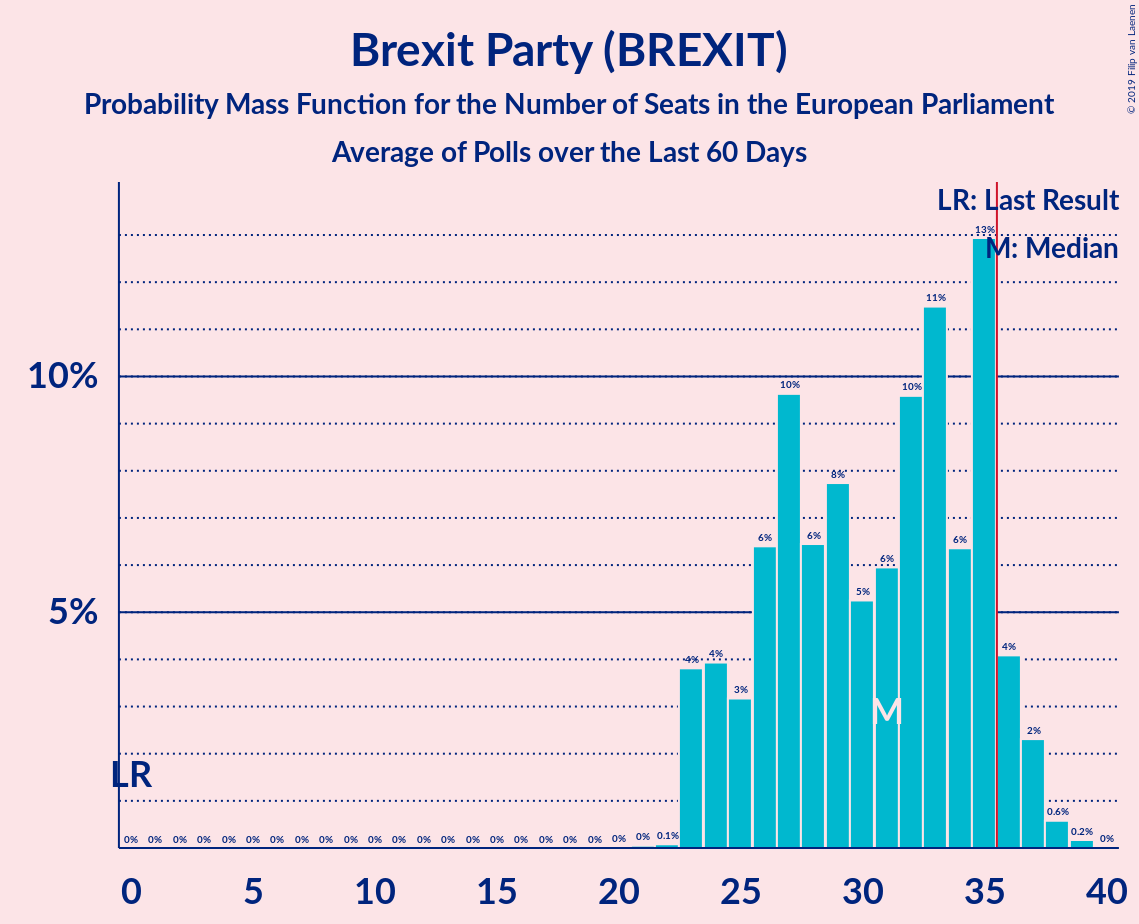 Brexit Party (BREXIT)
Probability Mass Function for the Number of Seats in the European Parliament
Average of Polls over the Last 60 Days
© 2019 Filip van Laenen
LR: Last Result
M: Median
13%
11%
10%
10%
10%
8%
6%
6%
6%
6%
5%
5%
4%
4%
3%
4%
M
2%
LR
0% 0% 0% 0% 0% 0% 0% 0% 0% 0% 0% 0% 0% 0% 0% 0% 0% 0% 0% 0% 0% 0% 0.1% 0.6% 0.2% 0%
0 5 10 15 20 25 30 35 40